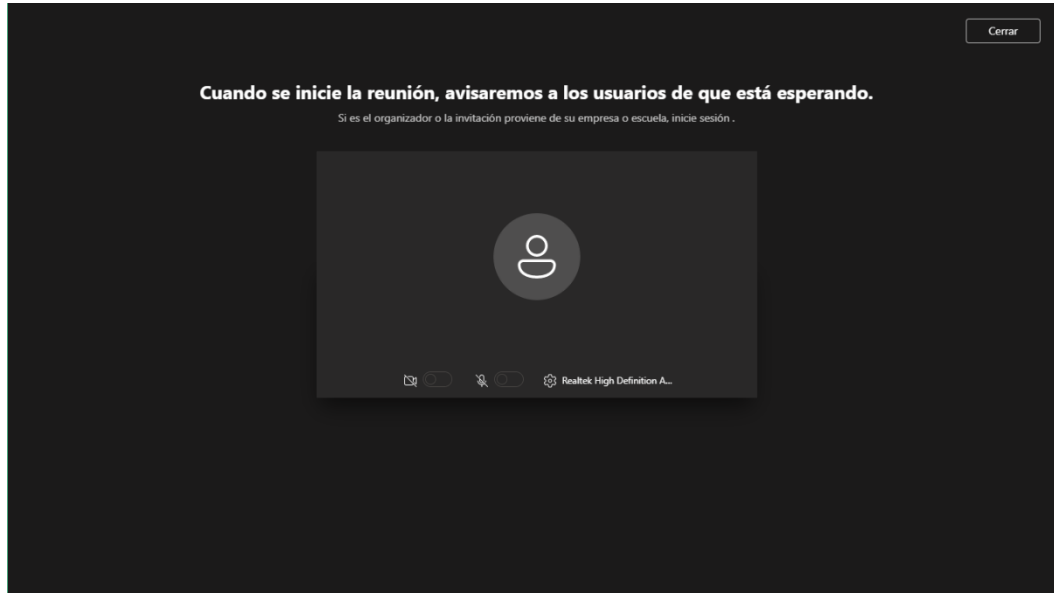 Cerrar
Cuando se inicie la reunión, avisaremos a los usuarios de que está esperando.
Si es el organizador o la invitación proviene de su empresa o escuela, inicie sesión .
Realtek High Definition A...